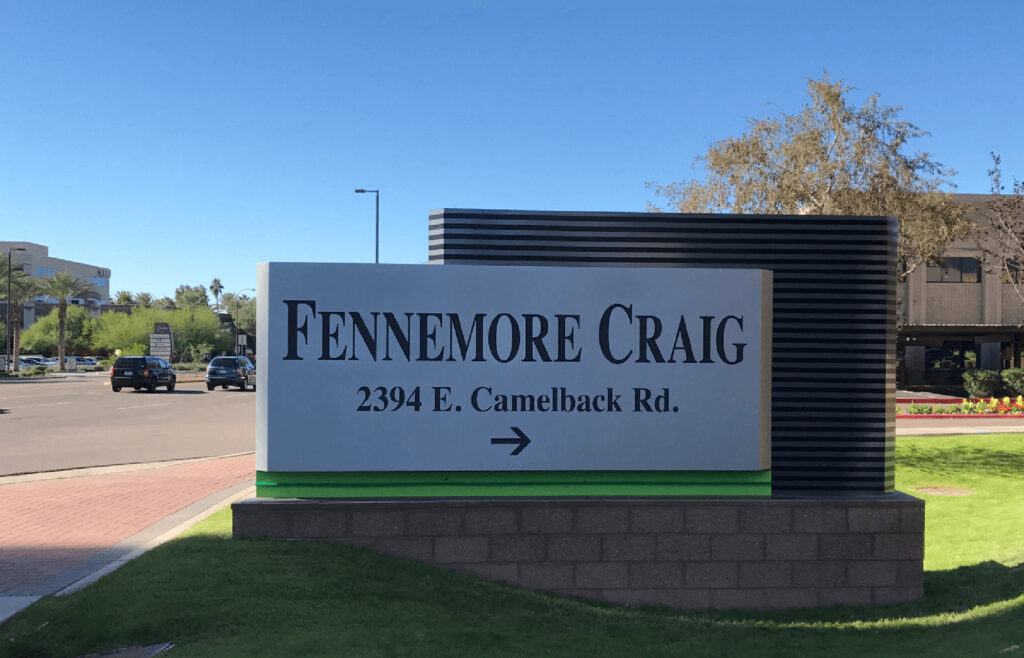 FENNEMORE CRAIG
2394 E. Camelback Rd.
→